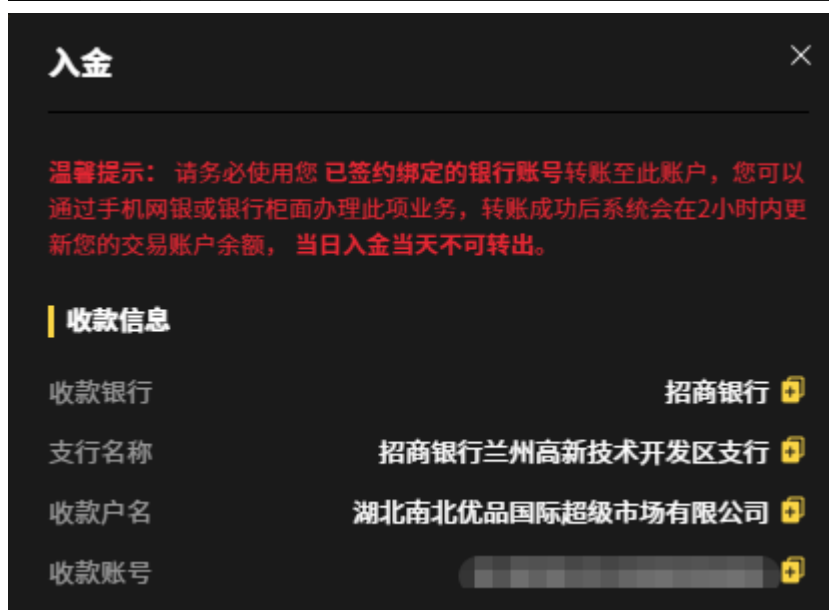 入金
温馨提示： 请务必使用您 已签约绑定的银行账号转账至此账户，您可以
通过手机网银或银行柜面办理此项业务，转账成功后系统会在2小时内更
新您的交易账户余额， 当日入金当天不可转出。
收款信息
收款银行 招商银行
支行名称 招商银行兰州高新技术开发区支行
收款户名 湖北南北优品国际超级市场有限公司
收款账号